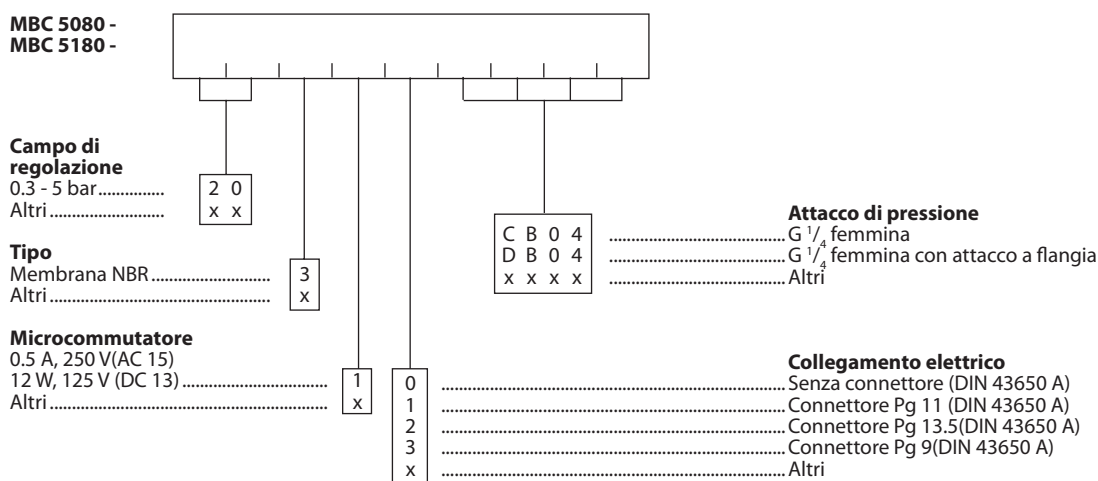 MBC 5080 -
MBC 5180 -
Campo di
regolazione
0.3 - 5 bar...............
Altri..........................
2 0
x x
Tipo
Membrana NBR...........................
Altri..................................................
3
x
Microcommutatore
0.5 A, 250 V(AC 15)
12 W, 125 V (DC 13).................................
Altri................................................................
1
x
0
1
2
3
x
C B 0 4
D B 0 4
x x x x
Attacco di pressione
........................................ G 1/4 femmina
........................................ G 1/4 femmina con attacco a flangia
........................................ Altri
Collegamento elettrico
................................................................................ Senza connettore (DIN 43650 A)
................................................................................ Connettore Pg 11 (DIN 43650 A)
................................................................................ Connettore Pg 13.5(DIN 43650 A)
................................................................................ Connettore Pg 9(DIN 43650 A)
................................................................................ Altri